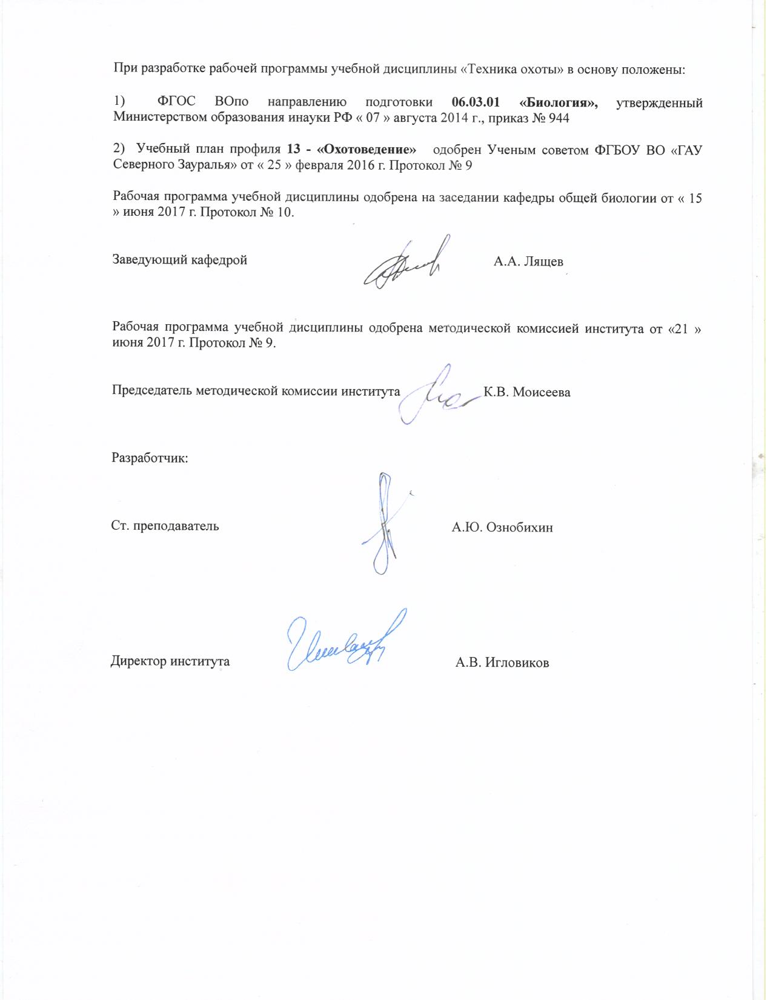 При разработке рабочей программы учебной дисциплины «Техника охоты» в основу положены:
1) ФГОС ВОпо направлению подготовки 06.03.01 «Биология», утвержденный
Министерством образования инауки РФ « 07 » августа 2014 г., приказ № 944
2) Учебный план профиля 13 - «Охотоведение» одобрен Ученым советом ФГБОУ ВО «ГАУ
Северного Зауралья» от « 25 » февраля 2016 г. Протокол № 9
Рабочая программа учебной дисциплины одобрена на заседании кафедры общей биологии от « 15
» июня 2017 г. Протокол № 10.
Заведующий кафедрой А.А. Лящев
Рабочая программа учебной дисциплины одобрена методической комиссией института от «21 »
июня 2017 г. Протокол № 9.
Председатель методической комиссии института К.В. Моисеева
Разработчик:
Ст. преподаватель А.Ю. Ознобихин
Директор института А.В. Игловиков